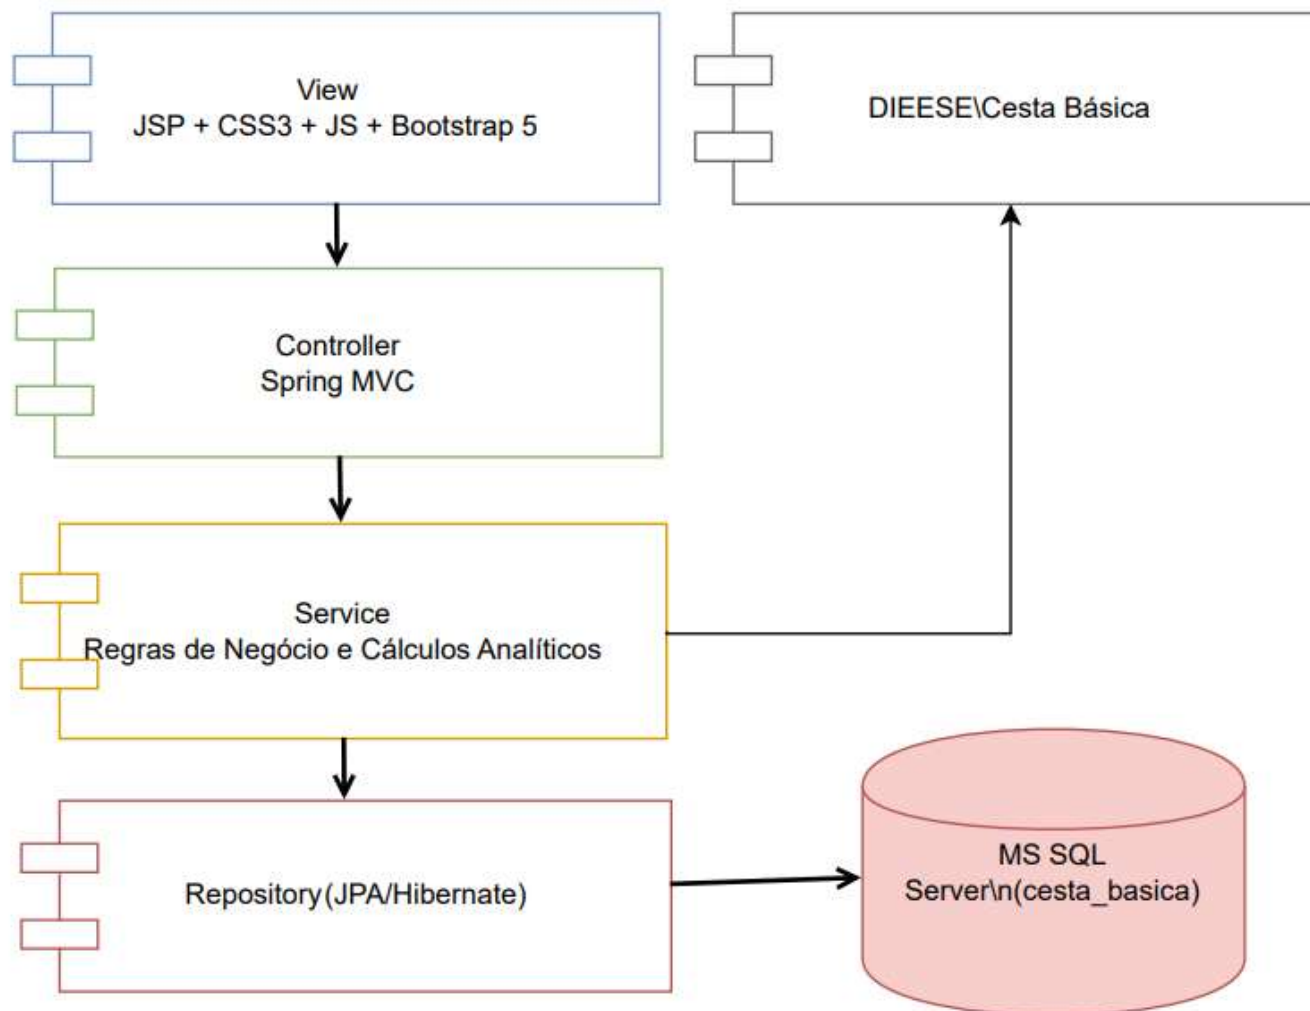 View
JSP + CSS3 + JS + Bootstrap 5
DIEESE\Cesta Básica
Controller
Spring MVC
Service
Regras de Negócio e Cálculos Analíticos
Repository(JPA/Hibernate)
MS SQL
Server\n(cesta_basica)